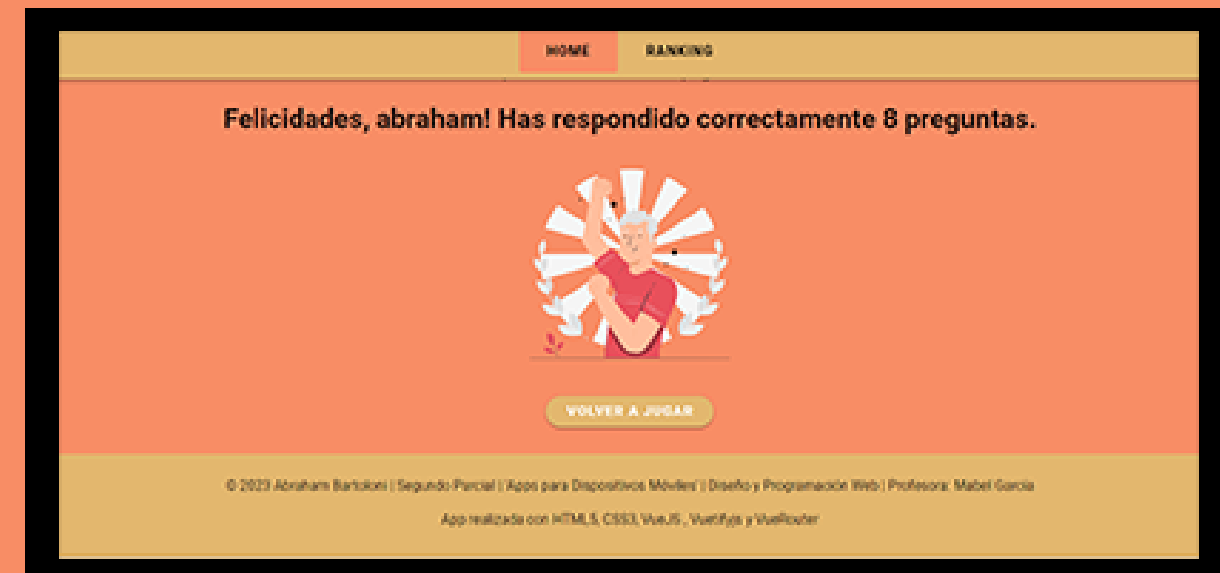 HOME RANKING
Felicidades, abraham! Has respondido correctamente 8 preguntas.
VOLVER A JUGAR
© 2023 Abraham Bartoloni | Segundo Parcial | 'Apps para Dispositivos Móviles' | Diseño y Programación Web | Profesora: Mabel García
App realizada con HTML5, CSS3, VueJS , Vuetifyjs y VueRouter